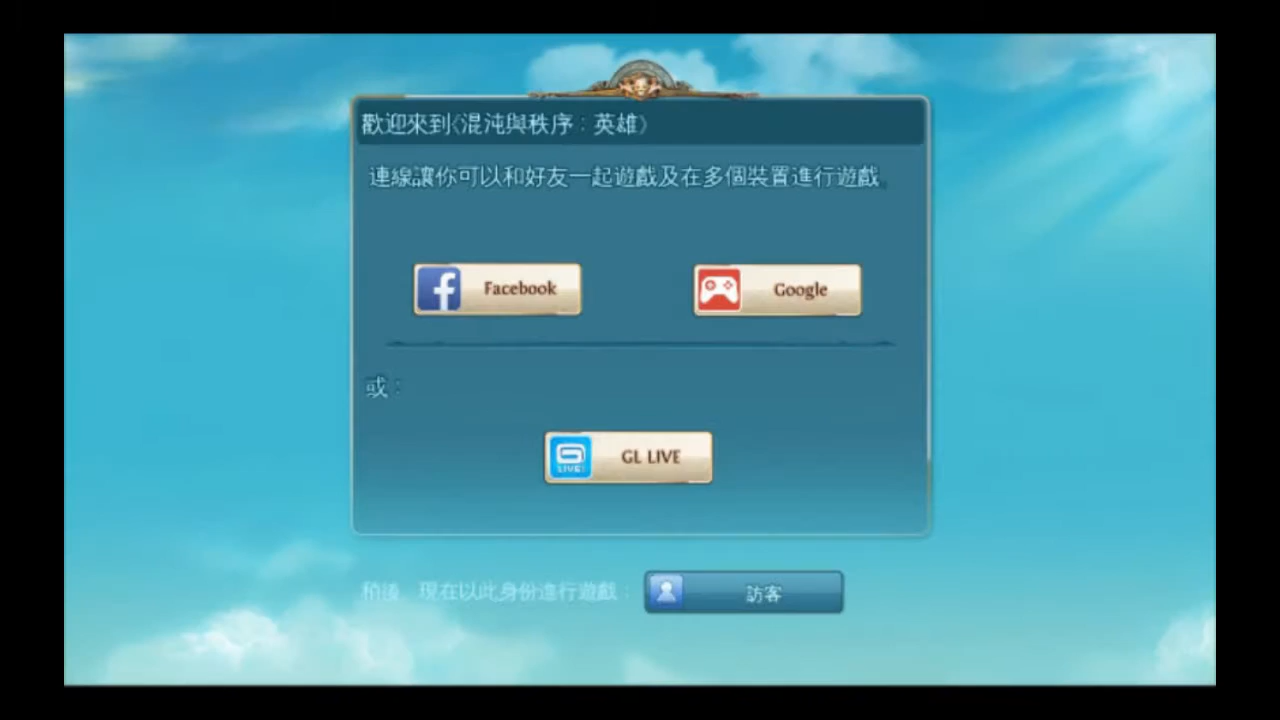 歡迎來到《混沌與秩序：英雄》
連線讓你可以和好友一起遊戲及在多個裝置進行遊戲。
Facebook
Google
或：
LIVE!
GL LIVE
稍後，現在以此身份進行遊戲：
訪客